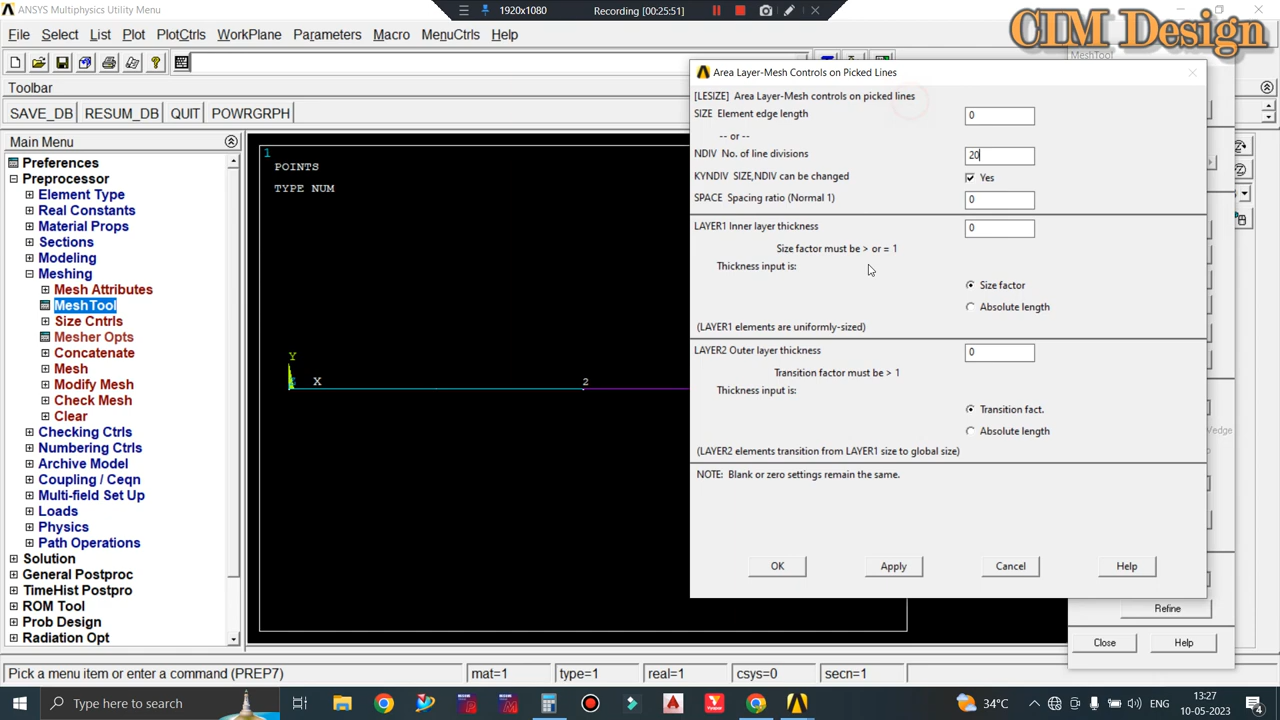 ANSYS Multiphysics Utility Menu
1920x1080
Recording [00:25:51]
CIM Design
File Select List Plot PlotCtrls WorkPlane Parameters Macro MenuCtrls Help
MeshTool
Toolbar
SAVE_DB RESUM_DB QUIT POWRGRPH
Main Menu
Preferences
Preprocessor
Element Type
Real Constants
Material Props
Sections
Modeling
Meshing
Mesh Attributes
MeshTool
Size Cntrls
Mesher Opts
Concatenate
Mesh
Modify Mesh
Check Mesh
Clear
Checking Ctrls
Numbering Ctrls
Archive Model
Coupling / Ceqn
Multi-field Set Up
Loads
Physics
Path Operations
Solution
General Postproc
TimeHist Postpro
ROM Tool
Prob Design
Radiation Opt
1
POINTS
TYPE NUM
Y
X
2
Area Layer-Mesh Controls on Picked Lines
[LESIZE] Area Layer-Mesh controls on picked lines
SIZE Element edge length 0
-- or --
NDIV No. of line divisions 20
KYNDIV SIZE,NDIV can be changed Yes
SPACE Spacing ratio (Normal 1) 0
LAYER1 Inner layer thickness 0
Size factor must be > or = 1
Thickness input is:
Size factor
Absolute length
(LAYER1 elements are uniformly-sized)
LAYER2 Outer layer thickness 0
Transition factor must be > 1
Thickness input is:
Transition fact.
Absolute length
(LAYER2 elements transition from LAYER1 size to global size)
NOTE: Blank or zero settings remain the same.
OK Apply Cancel Help
Refine
Close Help
Pick a menu item or enter a command (PREP7) mat=1 type=1 real=1 csys=0 secn=1
Type here to search
34°C
ENG
13:27
10-05-2023